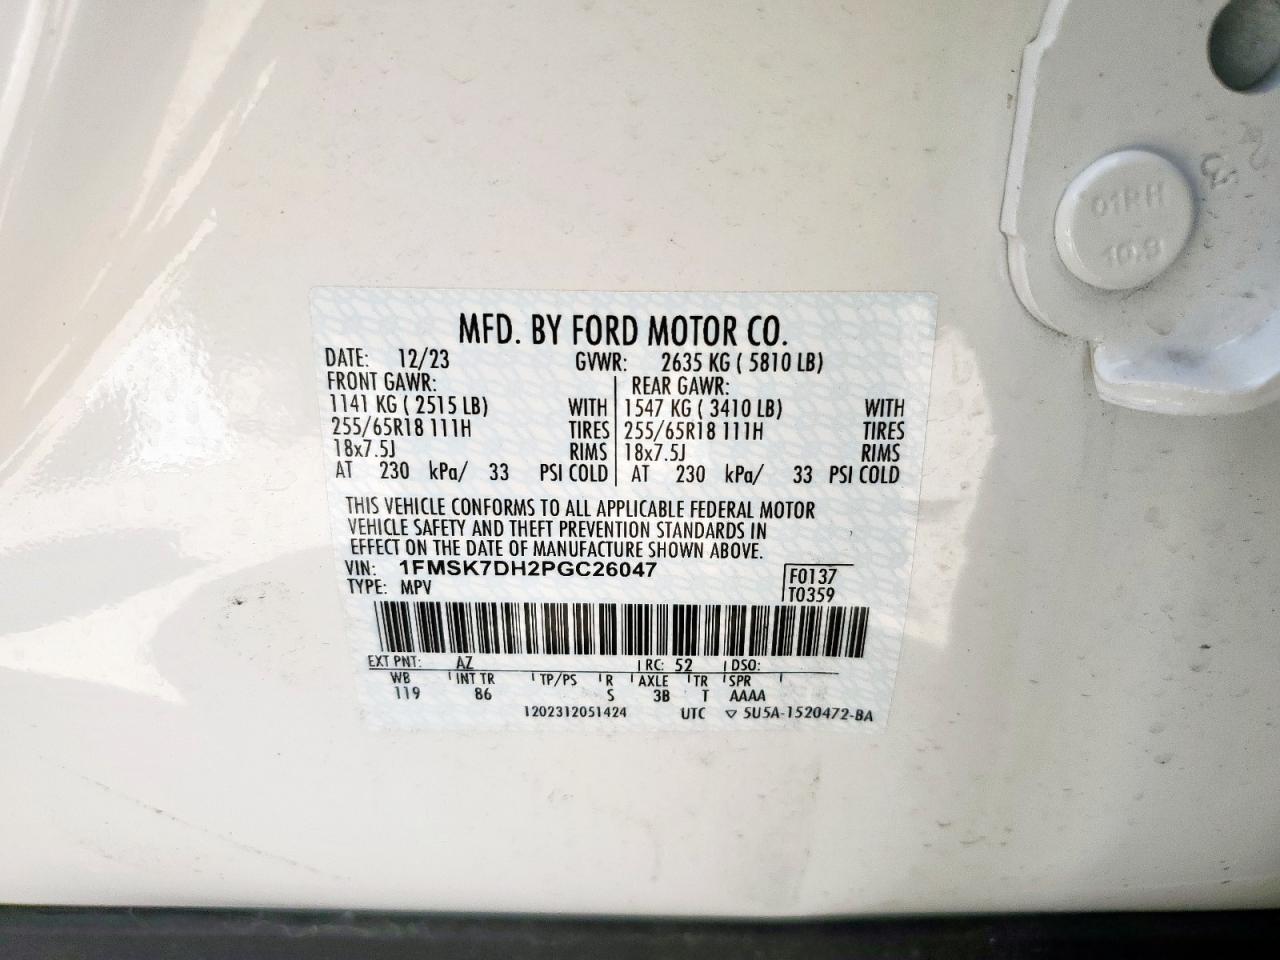 01RH
10.9
MFD. BY FORD MOTOR CO.
DATE: 12/23 GVWR: 2635 KG ( 5810 LB)
FRONT GAWR: REAR GAWR:
1141 KG ( 2515 LB) WITH 1547 KG ( 3410 LB) WITH
255/65R18 111H TIRES 255/65R18 111H TIRES
18x7.5J RIMS 18x7.5J RIMS
AT 230 kPa/ 33 PSI COLD AT 230 kPa/ 33 PSI COLD
THIS VEHICLE CONFORMS TO ALL APPLICABLE FEDERAL MOTOR
VEHICLE SAFETY AND THEFT PREVENTION STANDARDS IN
EFFECT ON THE DATE OF MANUFACTURE SHOWN ABOVE.
VIN: 1FMSK7DH2PGC26047 F0137
TYPE: MPV T0359
EXT PNT: AZ RC: 52 DSO:
WB INT TR TP/PS R AXLE TR SPR
119 86 S 3B T AAAA
1202312051424 UTC ▽ 5U5A-1520472-BA